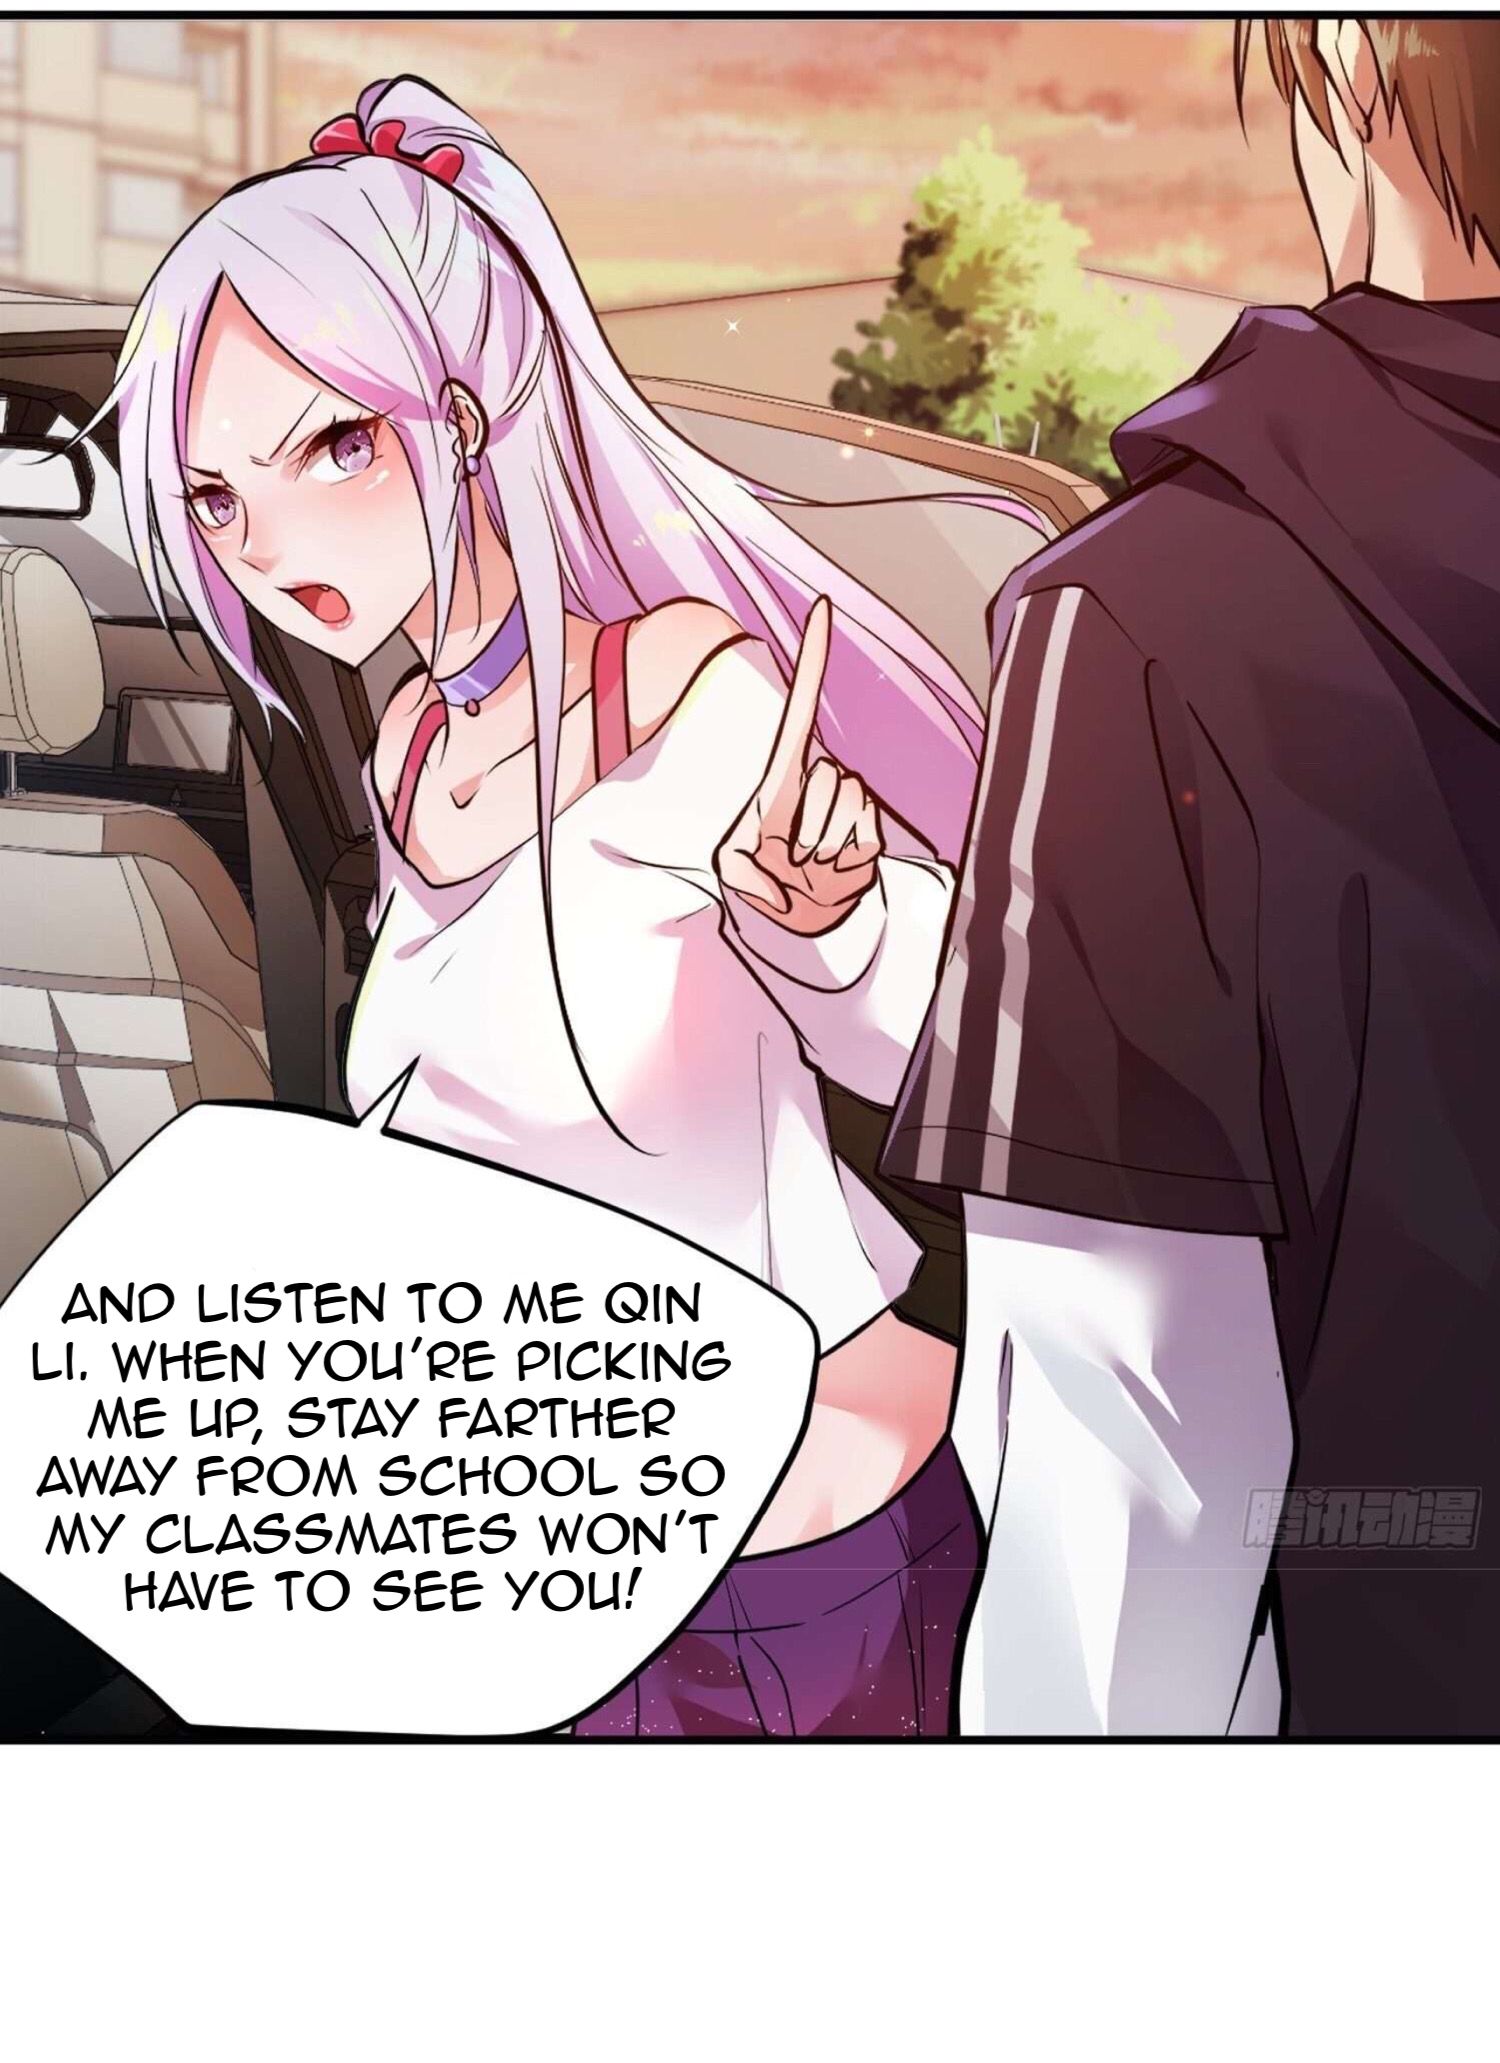 AND LISTEN TO ME QIN
LI. WHEN YOU'RE PICKING
ME UP, STAY FARTHER
AWAY FROM SCHOOL SO
MY CLASSMATES WON'T
HAVE TO SEE YOU!
腾讯动漫